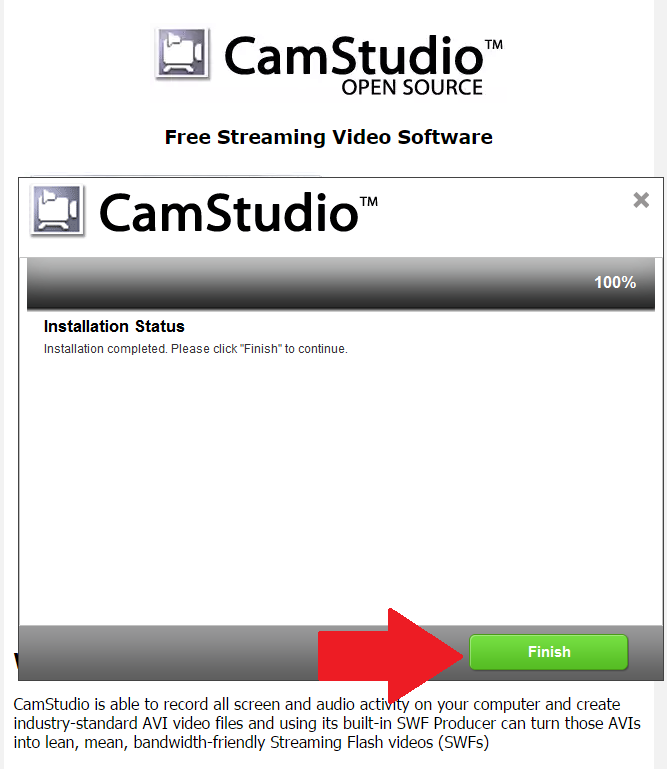 CamStudio™
OPEN SOURCE
Free Streaming Video Software
CamStudio™
100%
Installation Status
Installation completed. Please click "Finish" to continue.
Finish
CamStudio is able to record all screen and audio activity on your computer and create
industry-standard AVI video files and using its built-in SWF Producer can turn those AVIs
into lean, mean, bandwidth-friendly Streaming Flash videos (SWFs)